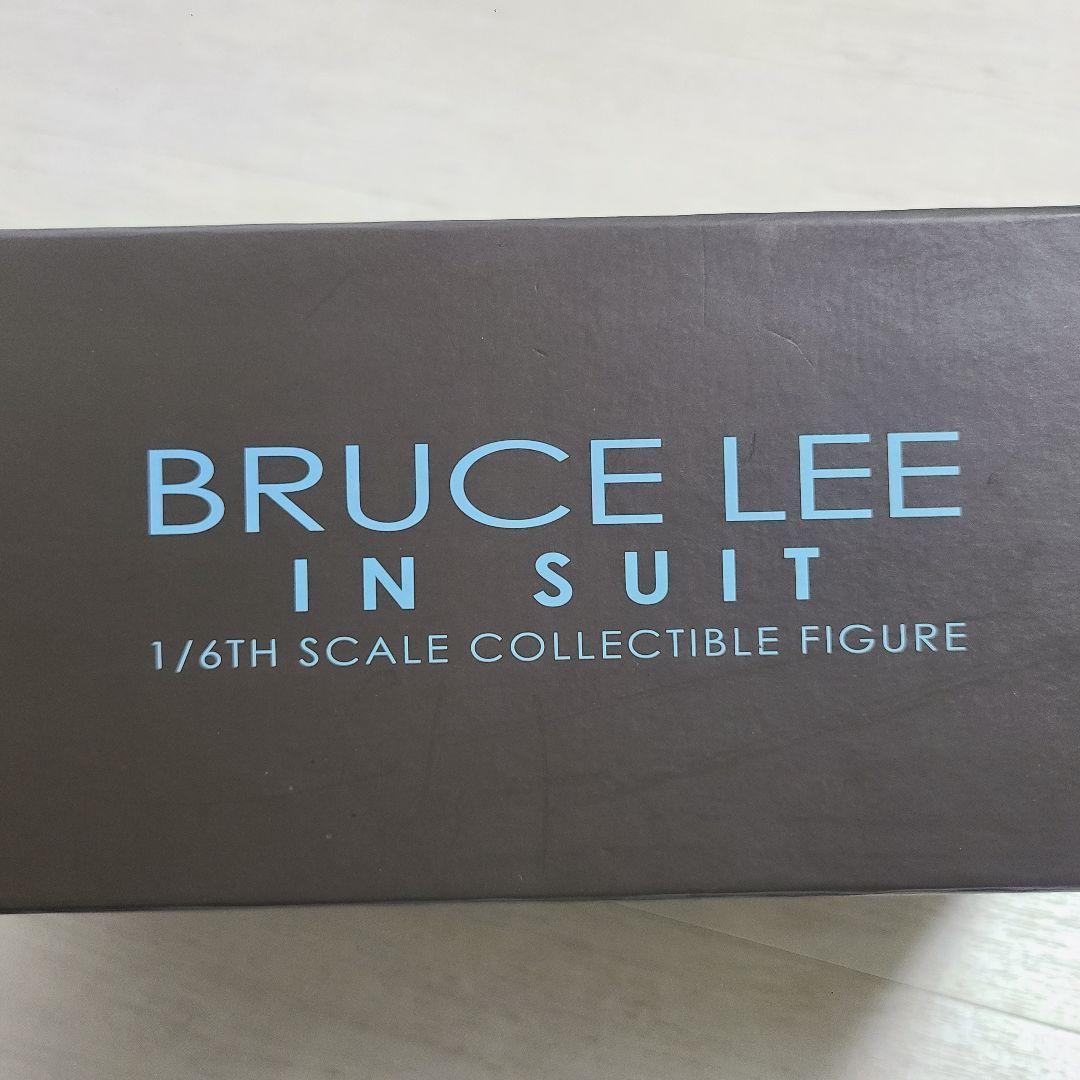 BRUCE LEE
IN SUIT
1/6TH SCALE COLLECTIBLE FIGURE